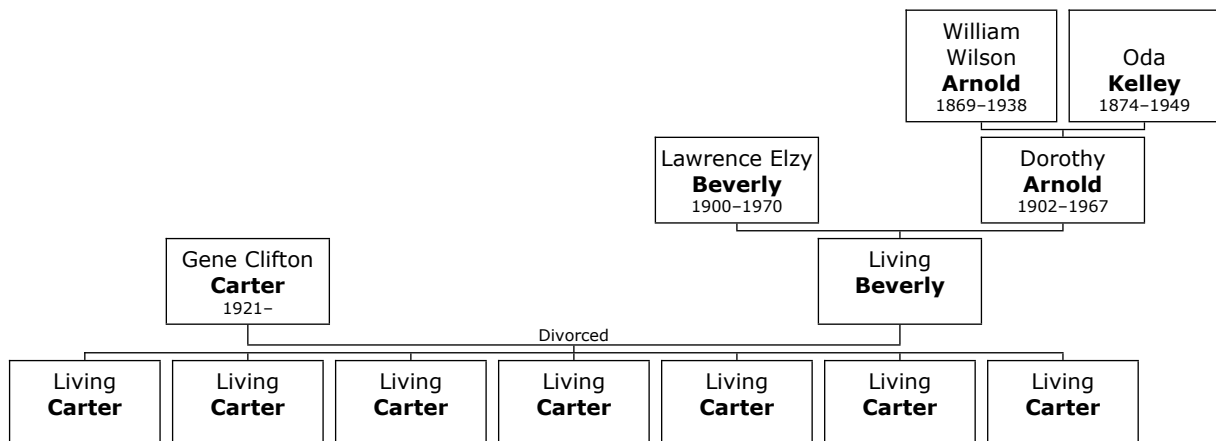 William
Wilson
Arnold
1869–1938
Oda
Kelley
1874–1949
Lawrence Elzy
Beverly
1900–1970
Dorothy
Arnold
1902–1967
Gene Clifton
Carter
1921–
Living
Beverly
Divorced
Living
Carter
Living
Carter
Living
Carter
Living
Carter
Living
Carter
Living
Carter
Living
Carter